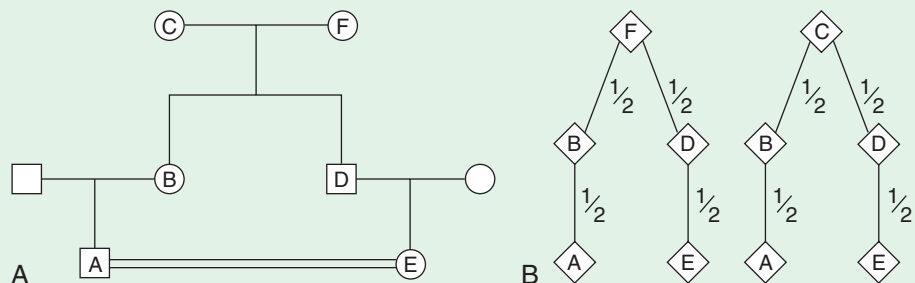 C F F C
1/2 1/2 1/2 1/2
B D B D B D
1/2 1/2 1/2 1/2
A A E B A E A E